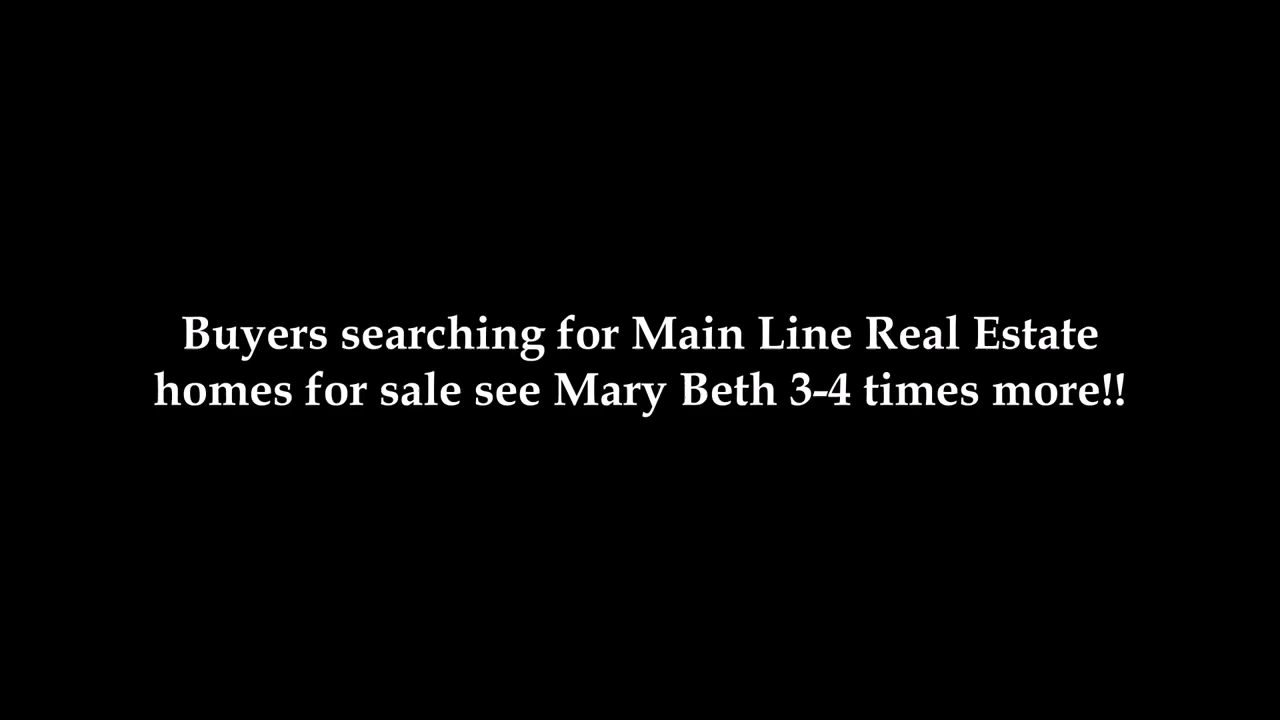 Buyers searching for Main Line Real Estate
homes for sale see Mary Beth 3-4 times more!!